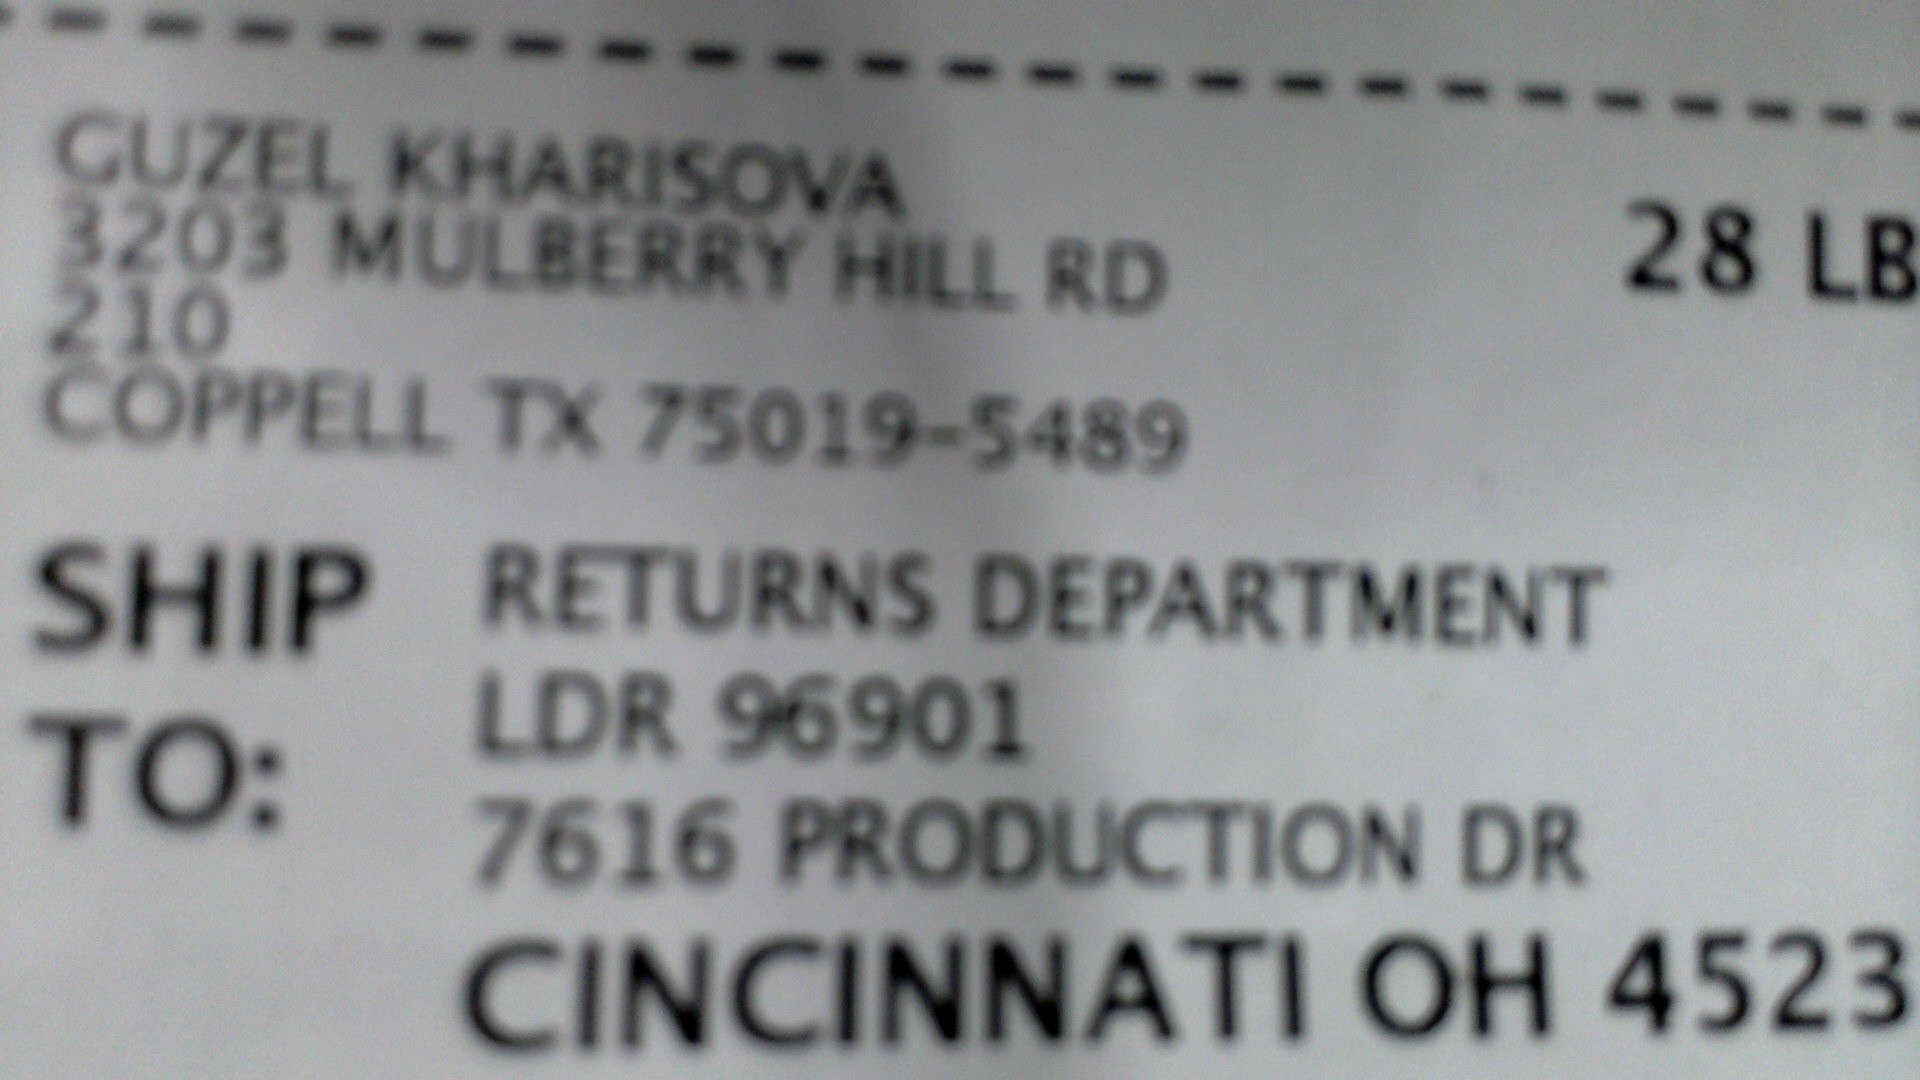 GUZEL KHARISOVA
3203 MULBERRY HILL RD
210
COPPELL TX 75019-5489
28 LB
SHIP TO:
RETURNS DEPARTMENT
LDR 96901
7616 PRODUCTION DR
CINCINNATI OH 4523